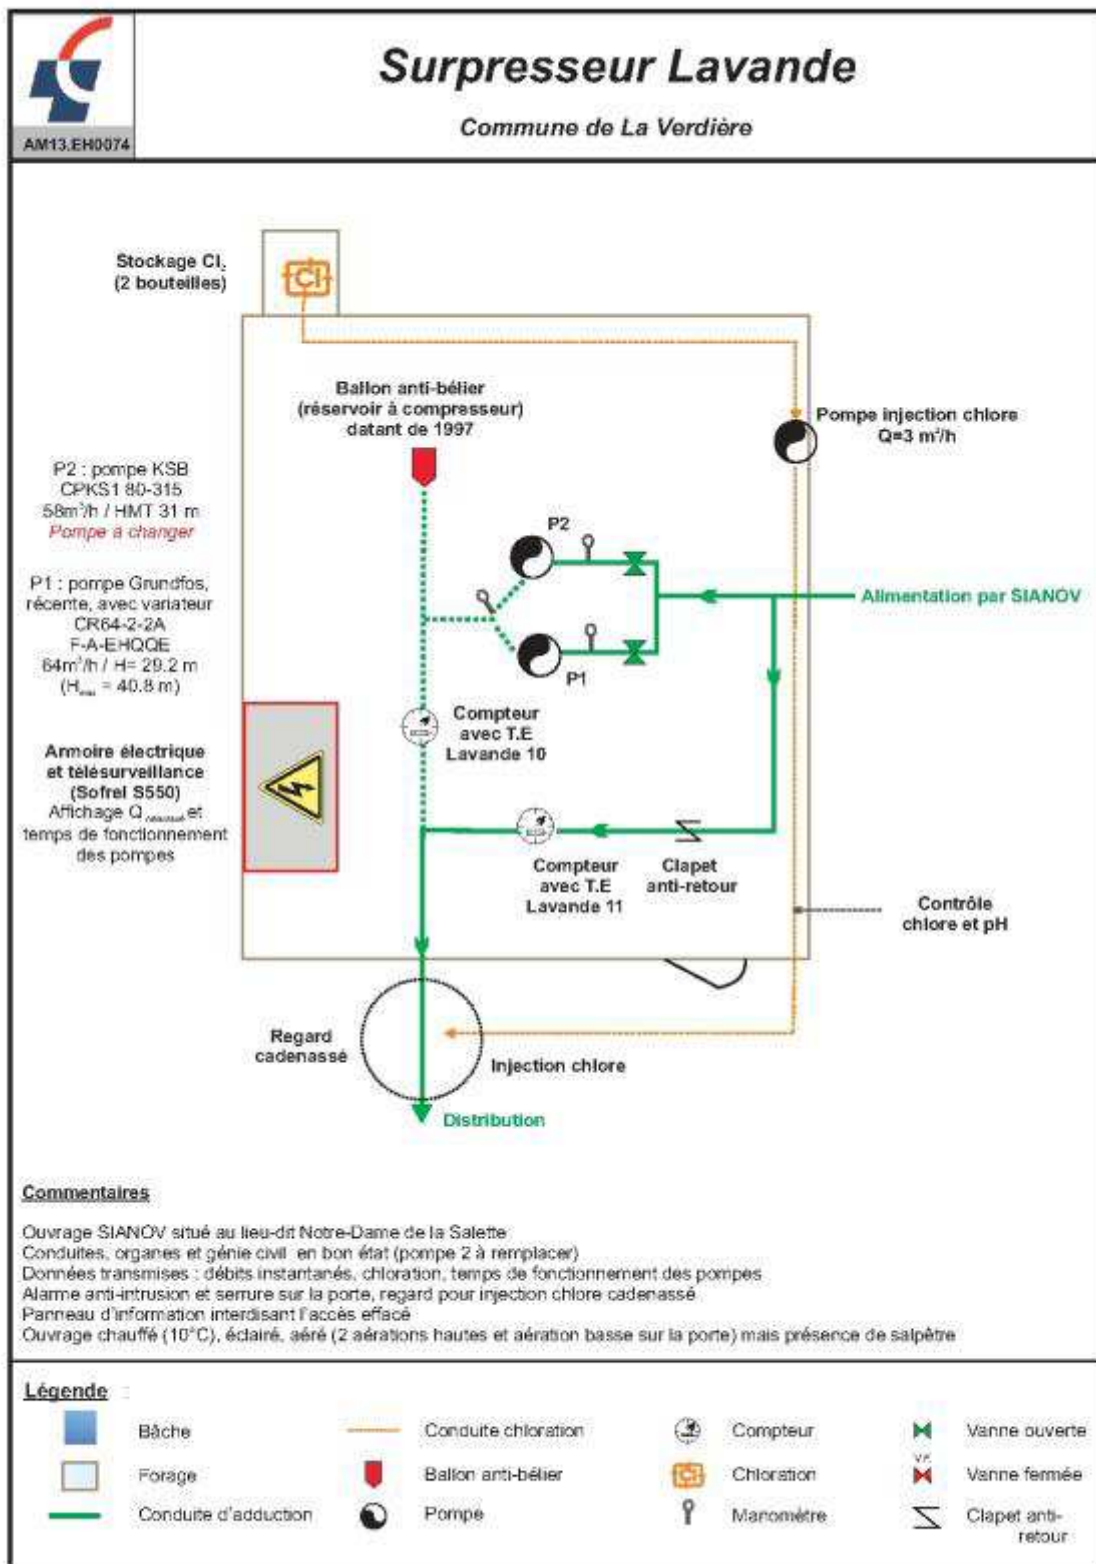 Surpresseur Lavande
Commune de La Verdière
AM13.EH0074
Stockage Cl₂
(2 bouteilles)
Cl
Ballon anti-bélier
(réservoir à compresseur)
datant de 1997
Pompe injection chlore
Q=3 m³/h
P2 : pompe KSB
CPKS1 80-315
58m³/h / HMT 31 m
Pompe à changer
P2
P1 : pompe Grundfos,
récente, avec variateur
CR64-2-2A
F-A-EHQQE
64m³/h / H= 29.2 m
(Hmax = 40.8 m)
Alimentation par SIANOV
P1
Compteur
avec T.E
Lavande 10
Armoire électrique
et télésurveillance
(Sofrel S550)
Affichage Q et
temps de fonctionnement
des pompes
Compteur
avec T.E
Lavande 11
Clapet
anti-retour
Contrôle
chlore et pH
Regard
cadenassé
Injection chlore
Distribution
Commentaires
Ouvrage SIANOV situé au lieu-dit Notre-Dame de la Salette
Conduites, organes et génie civil en bon état (pompe 2 à remplacer)
Données transmises : débits instantanés, chloration, temps de fonctionnement des pompes
Alarme anti-intrusion et serrure sur la porte, regard pour injection chlore cadenassé
Panneau d'information interdisant l'accès effacé
Ouvrage chauffé (10°C), éclairé, aéré (2 aérations hautes et aération basse sur la porte) mais présence de salpêtre
Légende :
Bâche
Conduite chloration
Compteur
Vanne ouverte
Forage
Ballon anti-bélier
Cl
Chloration
V.F.
Vanne fermée
Conduite d'adduction
Pompe
Manomètre
Clapet anti-
retour